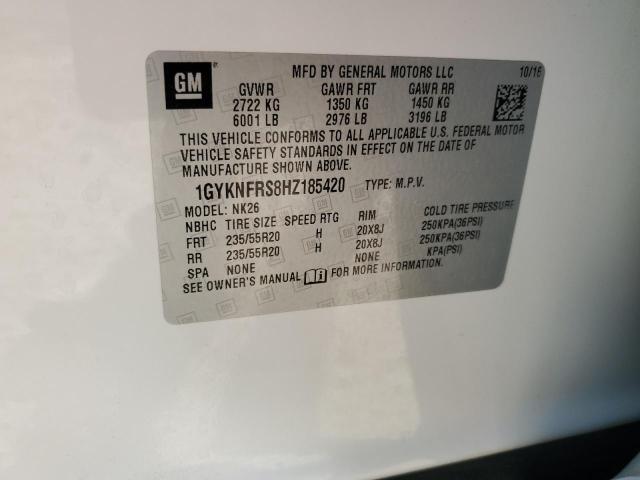 GM
MFD BY GENERAL MOTORS LLC 10/16
GVWR GAWR FRT GAWR RR
2722 KG 1350 KG 1450 KG
6001 LB 2976 LB 3196 LB
THIS VEHICLE CONFORMS TO ALL APPLICABLE U.S. FEDERAL MOTOR
VEHICLE SAFETY STANDARDS IN EFFECT ON THE DATE OF
MANUFACTURE SHOWN ABOVE.
1GYKNFRS8HZ185420 TYPE: M.P.V.
MODEL: NK26
NBHC TIRE SIZE SPEED RTG RIM COLD TIRE PRESSURE
FRT 235/55R20 H 20X8J 250KPA(36PSI)
RR 235/55R20 H 20X8J 250KPA(36PSI)
SPA NONE NONE KPA(PSI)
SEE OWNER'S MANUAL FOR MORE INFORMATION.